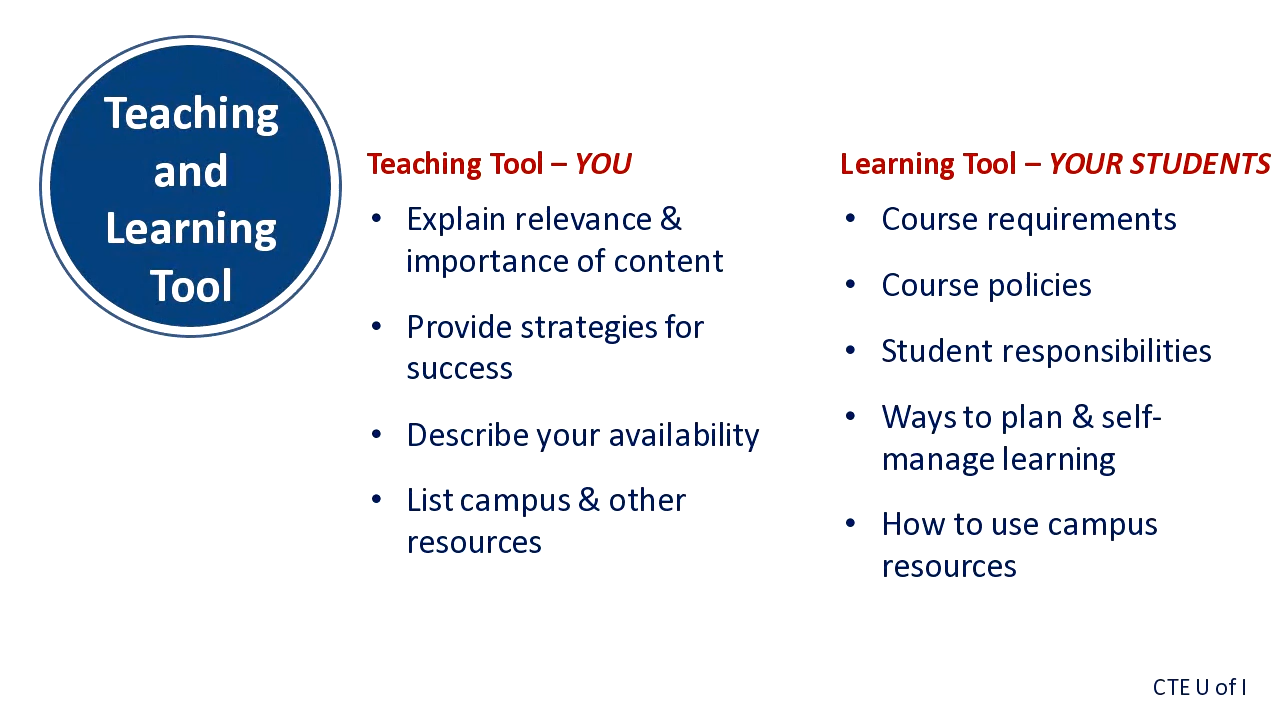 Teaching
and
Learning
Tool
Teaching Tool – YOU
• Explain relevance &
importance of content
• Provide strategies for
success
• Describe your availability
• List campus & other
resources
Learning Tool – YOUR STUDENTS
• Course requirements
• Course policies
• Student responsibilities
• Ways to plan & self-
manage learning
• How to use campus
resources
CTE U of I